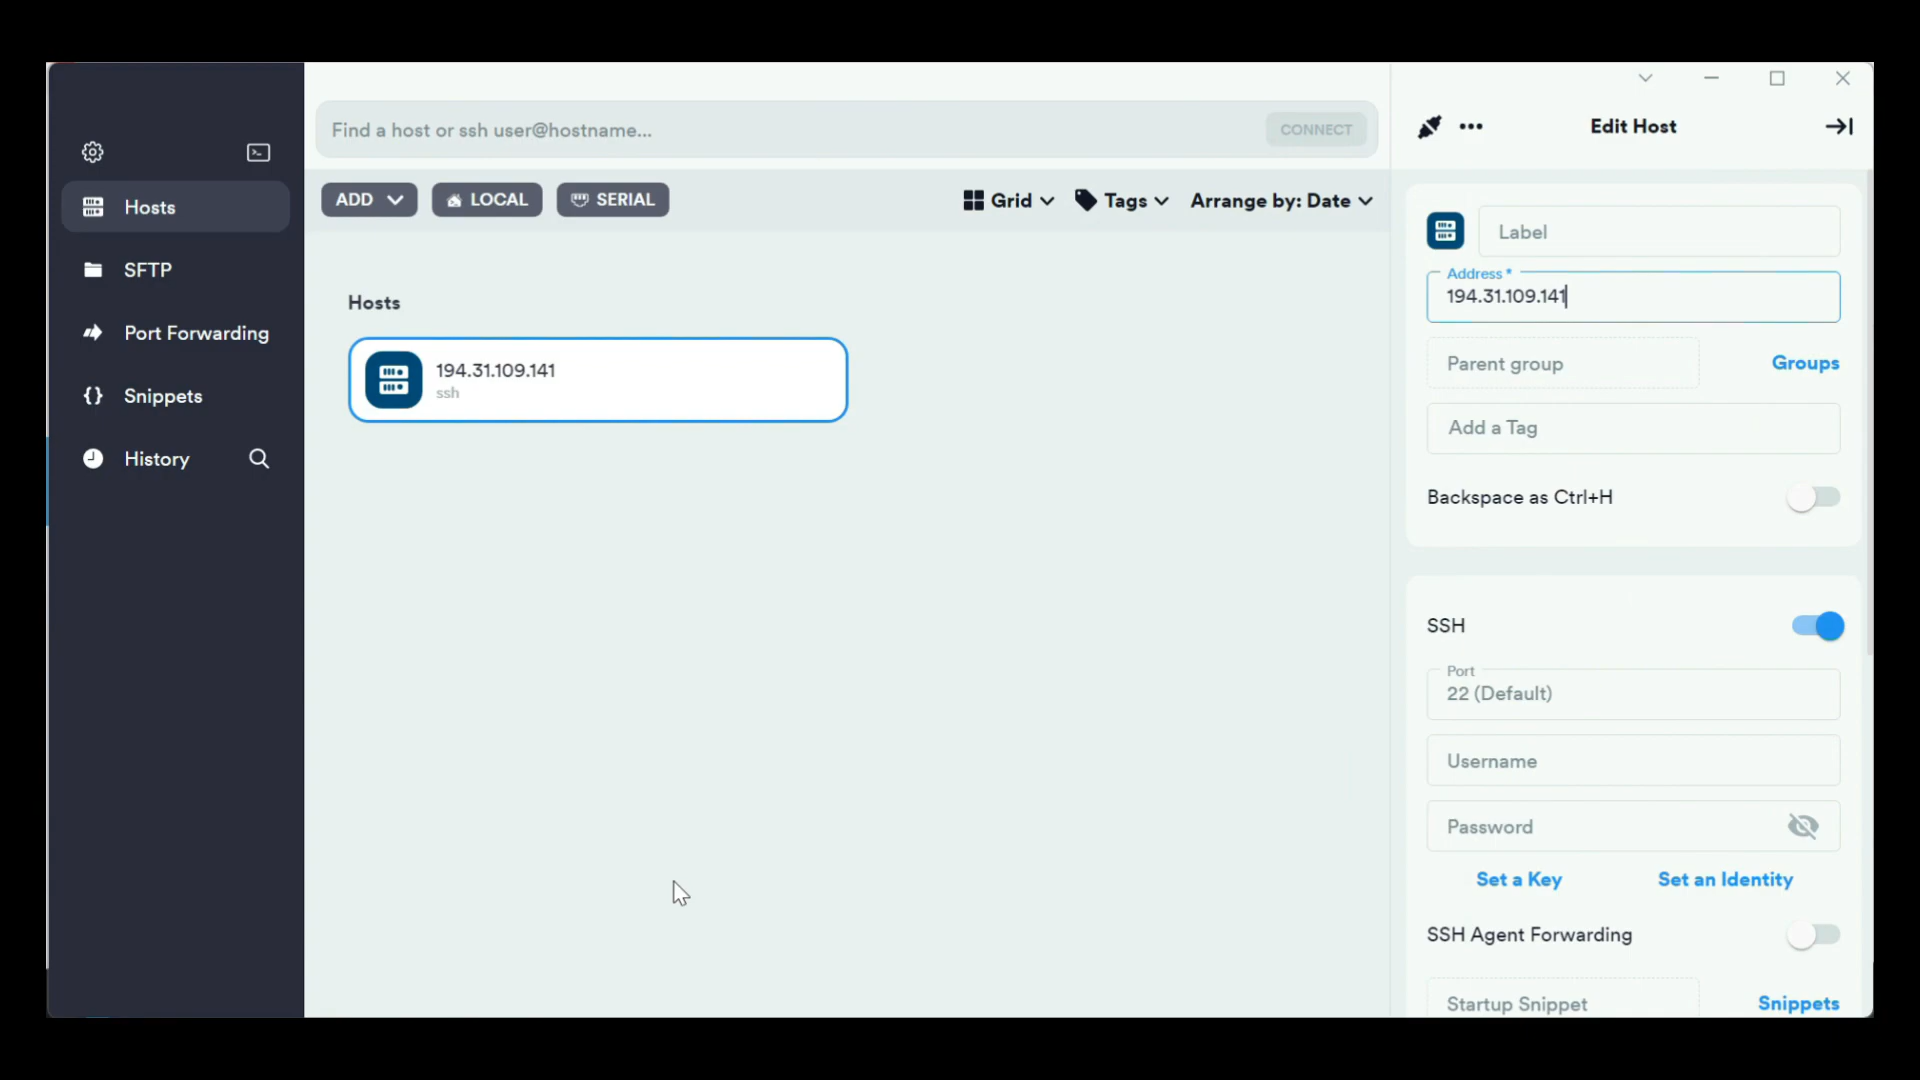 Find a host or ssh user@hostname...
CONNECT
Edit Host
Hosts
SFTP
Port Forwarding
Snippets
History
ADD
LOCAL
SERIAL
Grid
Tags
Arrange by: Date
Hosts
194.31.109.141
ssh
Label
Address *
194.31.109.141
Parent group
Groups
Add a Tag
Backspace as Ctrl+H
SSH
Port
22 (Default)
Username
Password
Set a Key
Set an Identity
SSH Agent Forwarding
Startup Snippet
Snippets